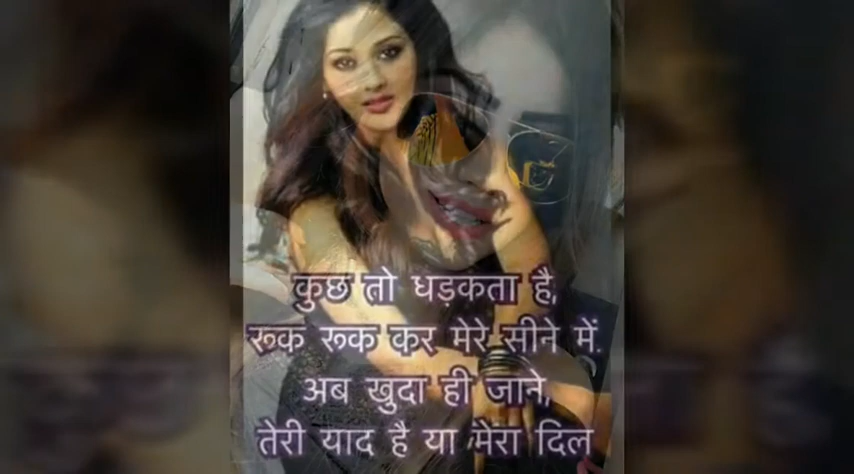 कुछ तो धड़कता है,
रूक रूक कर मेरे सीने में.
अब खुदा ही जाने,
तेरी याद है या मेरा दिल